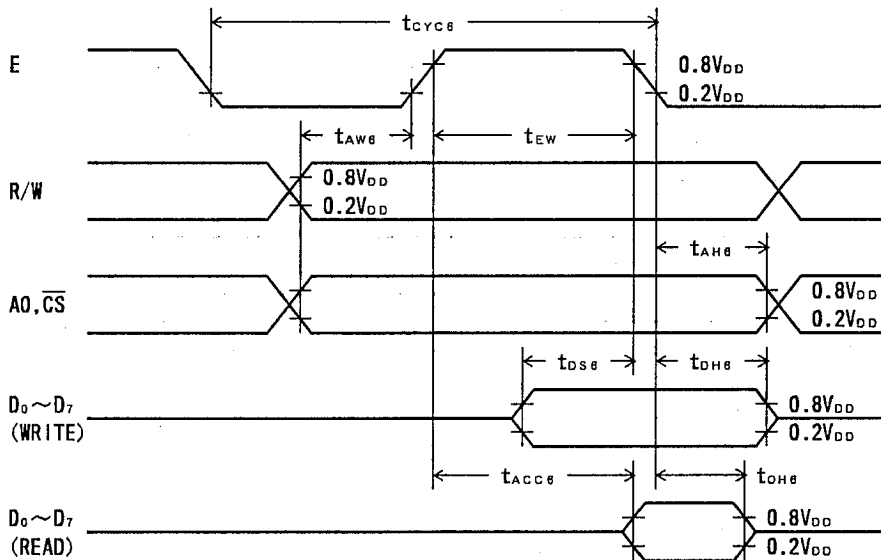 tCYC6
E
0.8VDD
0.2VDD
tAW6
tEW
R/W
0.8VDD
0.2VDD
tAH6
A0,CS
0.8VDD
0.2VDD
tDS6
tDH6
D0~D7
(WRITE)
0.8VDD
0.2VDD
tACC6
tOH6
D0~D7
(READ)
0.8VDD
0.2VDD